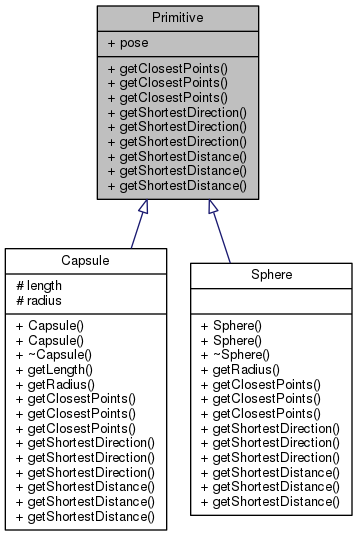 Primitive
+ pose
+ getClosestPoints()
+ getClosestPoints()
+ getClosestPoints()
+ getShortestDirection()
+ getShortestDirection()
+ getShortestDirection()
+ getShortestDistance()
+ getShortestDistance()
+ getShortestDistance()
Capsule
# length
# radius
+ Capsule()
+ Capsule()
+ ~Capsule()
+ getLength()
+ getRadius()
+ getClosestPoints()
+ getClosestPoints()
+ getClosestPoints()
+ getShortestDirection()
+ getShortestDirection()
+ getShortestDirection()
+ getShortestDistance()
+ getShortestDistance()
+ getShortestDistance()
Sphere
+ Sphere()
+ Sphere()
+ ~Sphere()
+ getRadius()
+ getClosestPoints()
+ getClosestPoints()
+ getClosestPoints()
+ getShortestDirection()
+ getShortestDirection()
+ getShortestDirection()
+ getShortestDistance()
+ getShortestDistance()
+ getShortestDistance()